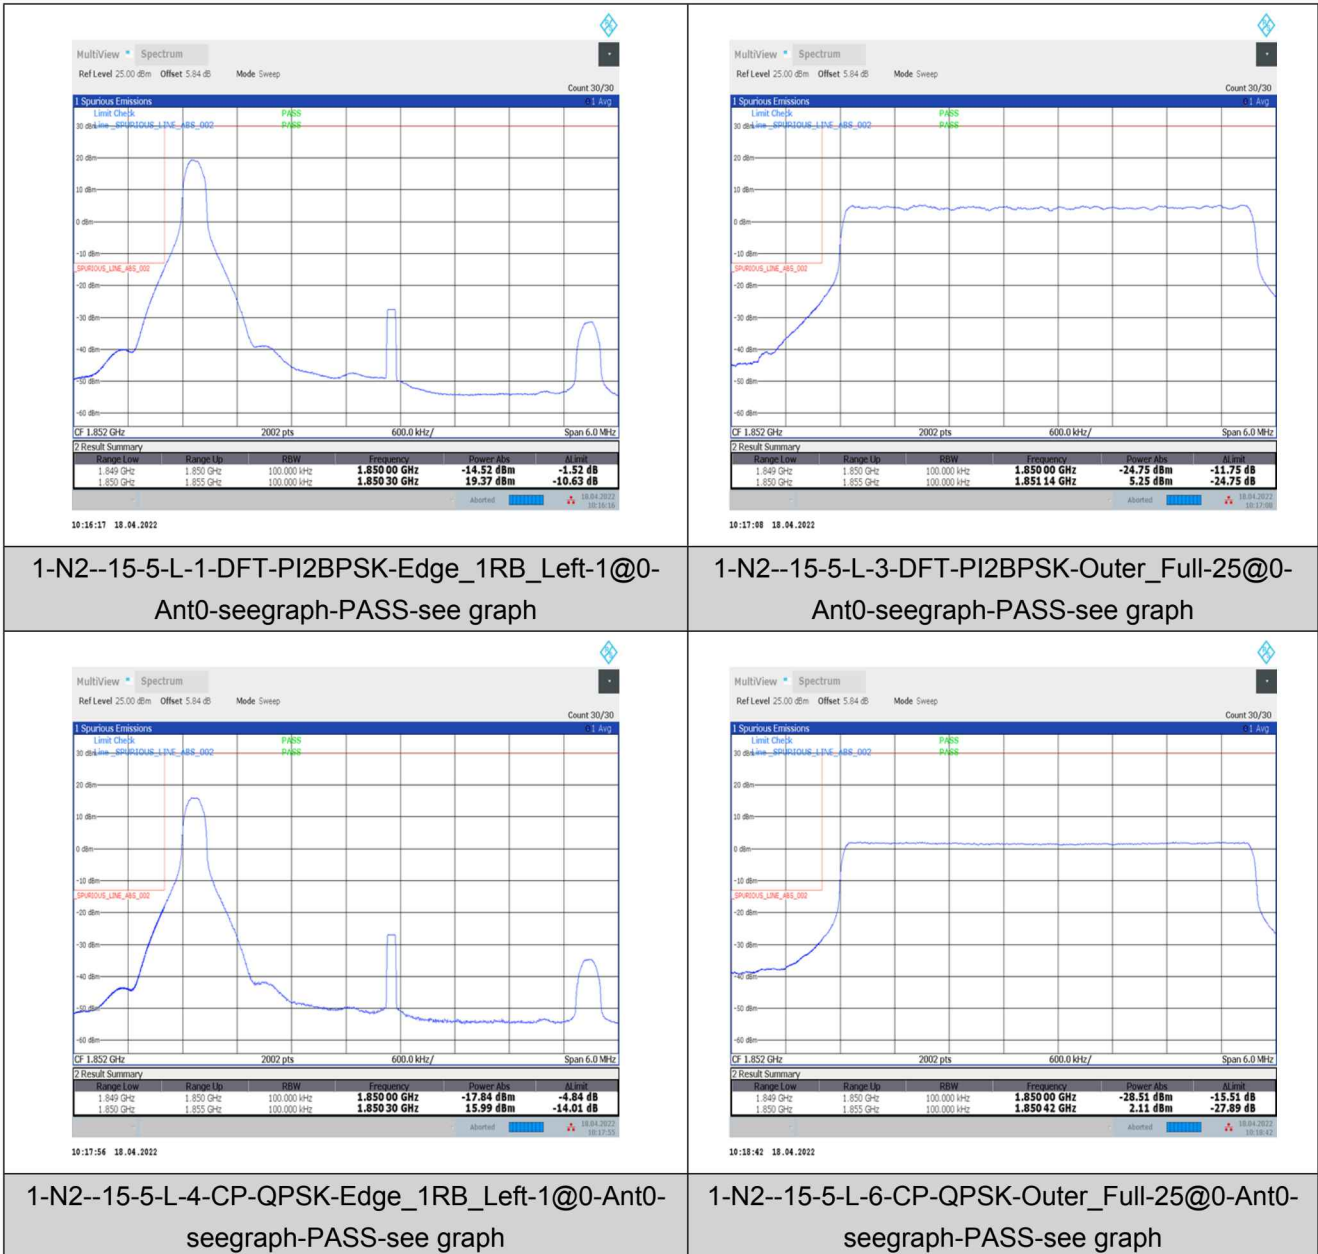 MultiView Spectrum
Ref Level 25.00 dBm Offset 5.84 dB Mode Sweep
Count 30/30
1 Spurious Emissions 1 Avg
Limit Check PASS
30 dBm Line _SPURIOUS_LINE_ABS_002 PASS
20 dBm
10 dBm
0 dBm
-10 dBm
_SPURIOUS_LINE_ABS_002
-20 dBm
-30 dBm
-40 dBm
-50 dBm
-60 dBm
CF 1.852 GHz 2002 pts 600.0 kHz/ Span 6.0 MHz
2 Result Summary
Range Low Range Up RBW Frequency Power Abs ΔLimit
1.849 GHz 1.850 GHz 100.000 kHz 1.850 00 GHz -14.52 dBm -1.52 dB
1.850 GHz 1.855 GHz 100.000 kHz 1.850 30 GHz 19.37 dBm -10.63 dB
Aborted 18.04.2022
10:16:16
10:16:17 18.04.2022
1-N2--15-5-L-1-DFT-PI2BPSK-Edge_1RB_Left-1@0-
Ant0-seegraph-PASS-see graph
MultiView Spectrum
Ref Level 25.00 dBm Offset 5.84 dB Mode Sweep
Count 30/30
1 Spurious Emissions 1 Avg
Limit Check PASS
30 dBm Line _SPURIOUS_LINE_ABS_002 PASS
20 dBm
10 dBm
0 dBm
-10 dBm
_SPURIOUS_LINE_ABS_002
-20 dBm
-30 dBm
-40 dBm
-50 dBm
-60 dBm
CF 1.852 GHz 2002 pts 600.0 kHz/ Span 6.0 MHz
2 Result Summary
Range Low Range Up RBW Frequency Power Abs ΔLimit
1.849 GHz 1.850 GHz 100.000 kHz 1.850 00 GHz -24.75 dBm -11.75 dB
1.850 GHz 1.855 GHz 100.000 kHz 1.851 14 GHz 5.25 dBm -24.75 dB
Aborted 18.04.2022
10:17:08
10:17:08 18.04.2022
1-N2--15-5-L-3-DFT-PI2BPSK-Outer_Full-25@0-
Ant0-seegraph-PASS-see graph
MultiView Spectrum
Ref Level 25.00 dBm Offset 5.84 dB Mode Sweep
Count 30/30
1 Spurious Emissions 1 Avg
Limit Check PASS
30 dBm Line _SPURIOUS_LINE_ABS_002 PASS
20 dBm
10 dBm
0 dBm
-10 dBm
_SPURIOUS_LINE_ABS_002
-20 dBm
-30 dBm
-40 dBm
-50 dBm
-60 dBm
CF 1.852 GHz 2002 pts 600.0 kHz/ Span 6.0 MHz
2 Result Summary
Range Low Range Up RBW Frequency Power Abs ΔLimit
1.849 GHz 1.850 GHz 100.000 kHz 1.850 00 GHz -17.84 dBm -4.84 dB
1.850 GHz 1.855 GHz 100.000 kHz 1.850 30 GHz 15.99 dBm -14.01 dB
Aborted 18.04.2022
10:17:55
10:17:56 18.04.2022
1-N2--15-5-L-4-CP-QPSK-Edge_1RB_Left-1@0-Ant0-
seegraph-PASS-see graph
MultiView Spectrum
Ref Level 25.00 dBm Offset 5.84 dB Mode Sweep
Count 30/30
1 Spurious Emissions 1 Avg
Limit Check PASS
30 dBm Line _SPURIOUS_LINE_ABS_002 PASS
20 dBm
10 dBm
0 dBm
-10 dBm
_SPURIOUS_LINE_ABS_002
-20 dBm
-30 dBm
-40 dBm
-50 dBm
-60 dBm
CF 1.852 GHz 2002 pts 600.0 kHz/ Span 6.0 MHz
2 Result Summary
Range Low Range Up RBW Frequency Power Abs ΔLimit
1.849 GHz 1.850 GHz 100.000 kHz 1.850 00 GHz -28.51 dBm -15.51 dB
1.850 GHz 1.855 GHz 100.000 kHz 1.850 42 GHz 2.11 dBm -27.89 dB
Aborted 18.04.2022
10:18:42
10:18:42 18.04.2022
1-N2--15-5-L-6-CP-QPSK-Outer_Full-25@0-Ant0-
seegraph-PASS-see graph